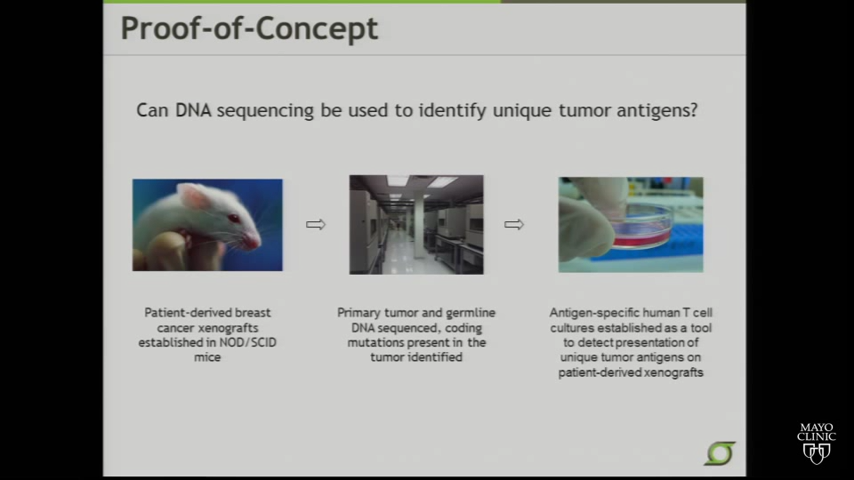 Proof-of-Concept
Can DNA sequencing be used to identify unique tumor antigens?
Patient-derived breast
cancer xenografts
established in NOD/SCID
mice
Primary tumor and germline
DNA sequenced, coding
mutations present in the
tumor identified
Antigen-specific human T cell
cultures established as a tool
to detect presentation of
unique tumor antigens on
patient-derived xenografts
MAYO
CLINIC